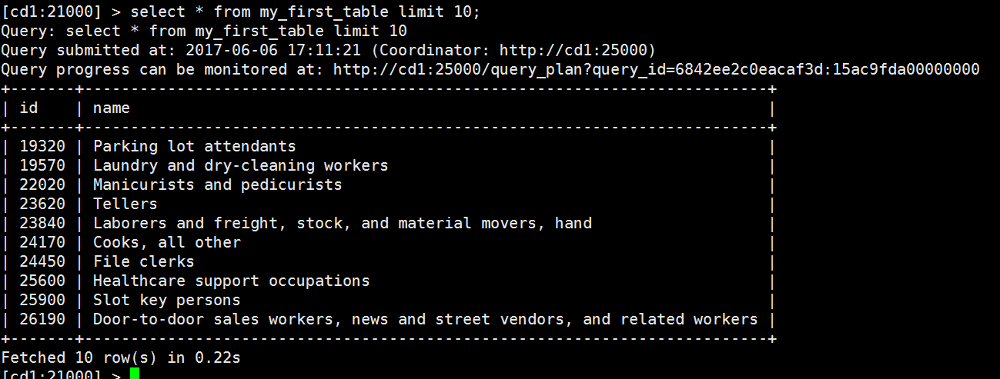 [cd1:21000] > select * from my_first_table limit 10;
Query: select * from my_first_table limit 10
Query submitted at: 2017-06-06 17:11:21 (Coordinator: http://cd1:25000)
Query progress can be monitored at: http://cd1:25000/query_plan?query_id=6842ee2c0eacaf3d:15ac9fda00000000
+-------+--------------------------------------------------------------------------+
| id    | name                                                                     |
+-------+--------------------------------------------------------------------------+
| 19320 | Parking lot attendants                                                   |
| 19570 | Laundry and dry-cleaning workers                                         |
| 22020 | Manicurists and pedicurists                                              |
| 23620 | Tellers                                                                  |
| 23840 | Laborers and freight, stock, and material movers, hand                   |
| 24170 | Cooks, all other                                                         |
| 24450 | File clerks                                                              |
| 25600 | Healthcare support occupations                                           |
| 25900 | Slot key persons                                                         |
| 26190 | Door-to-door sales workers, news and street vendors, and related workers |
+-------+--------------------------------------------------------------------------+
Fetched 10 row(s) in 0.22s
[cd1:21000] >